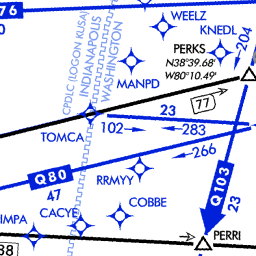 76
WEELZ
KNEDL
PERKS
N38°39.68'
W80°10.49'
204
CPDLC (LOGON KUSA)
INDIANAPOLIS
WASHINGTON
MANPD
77
23
TOMCA
102
283
266
Q80
47
RRMYY
Q103
23
COBBE
CACYE
IMPA
PERRI
38